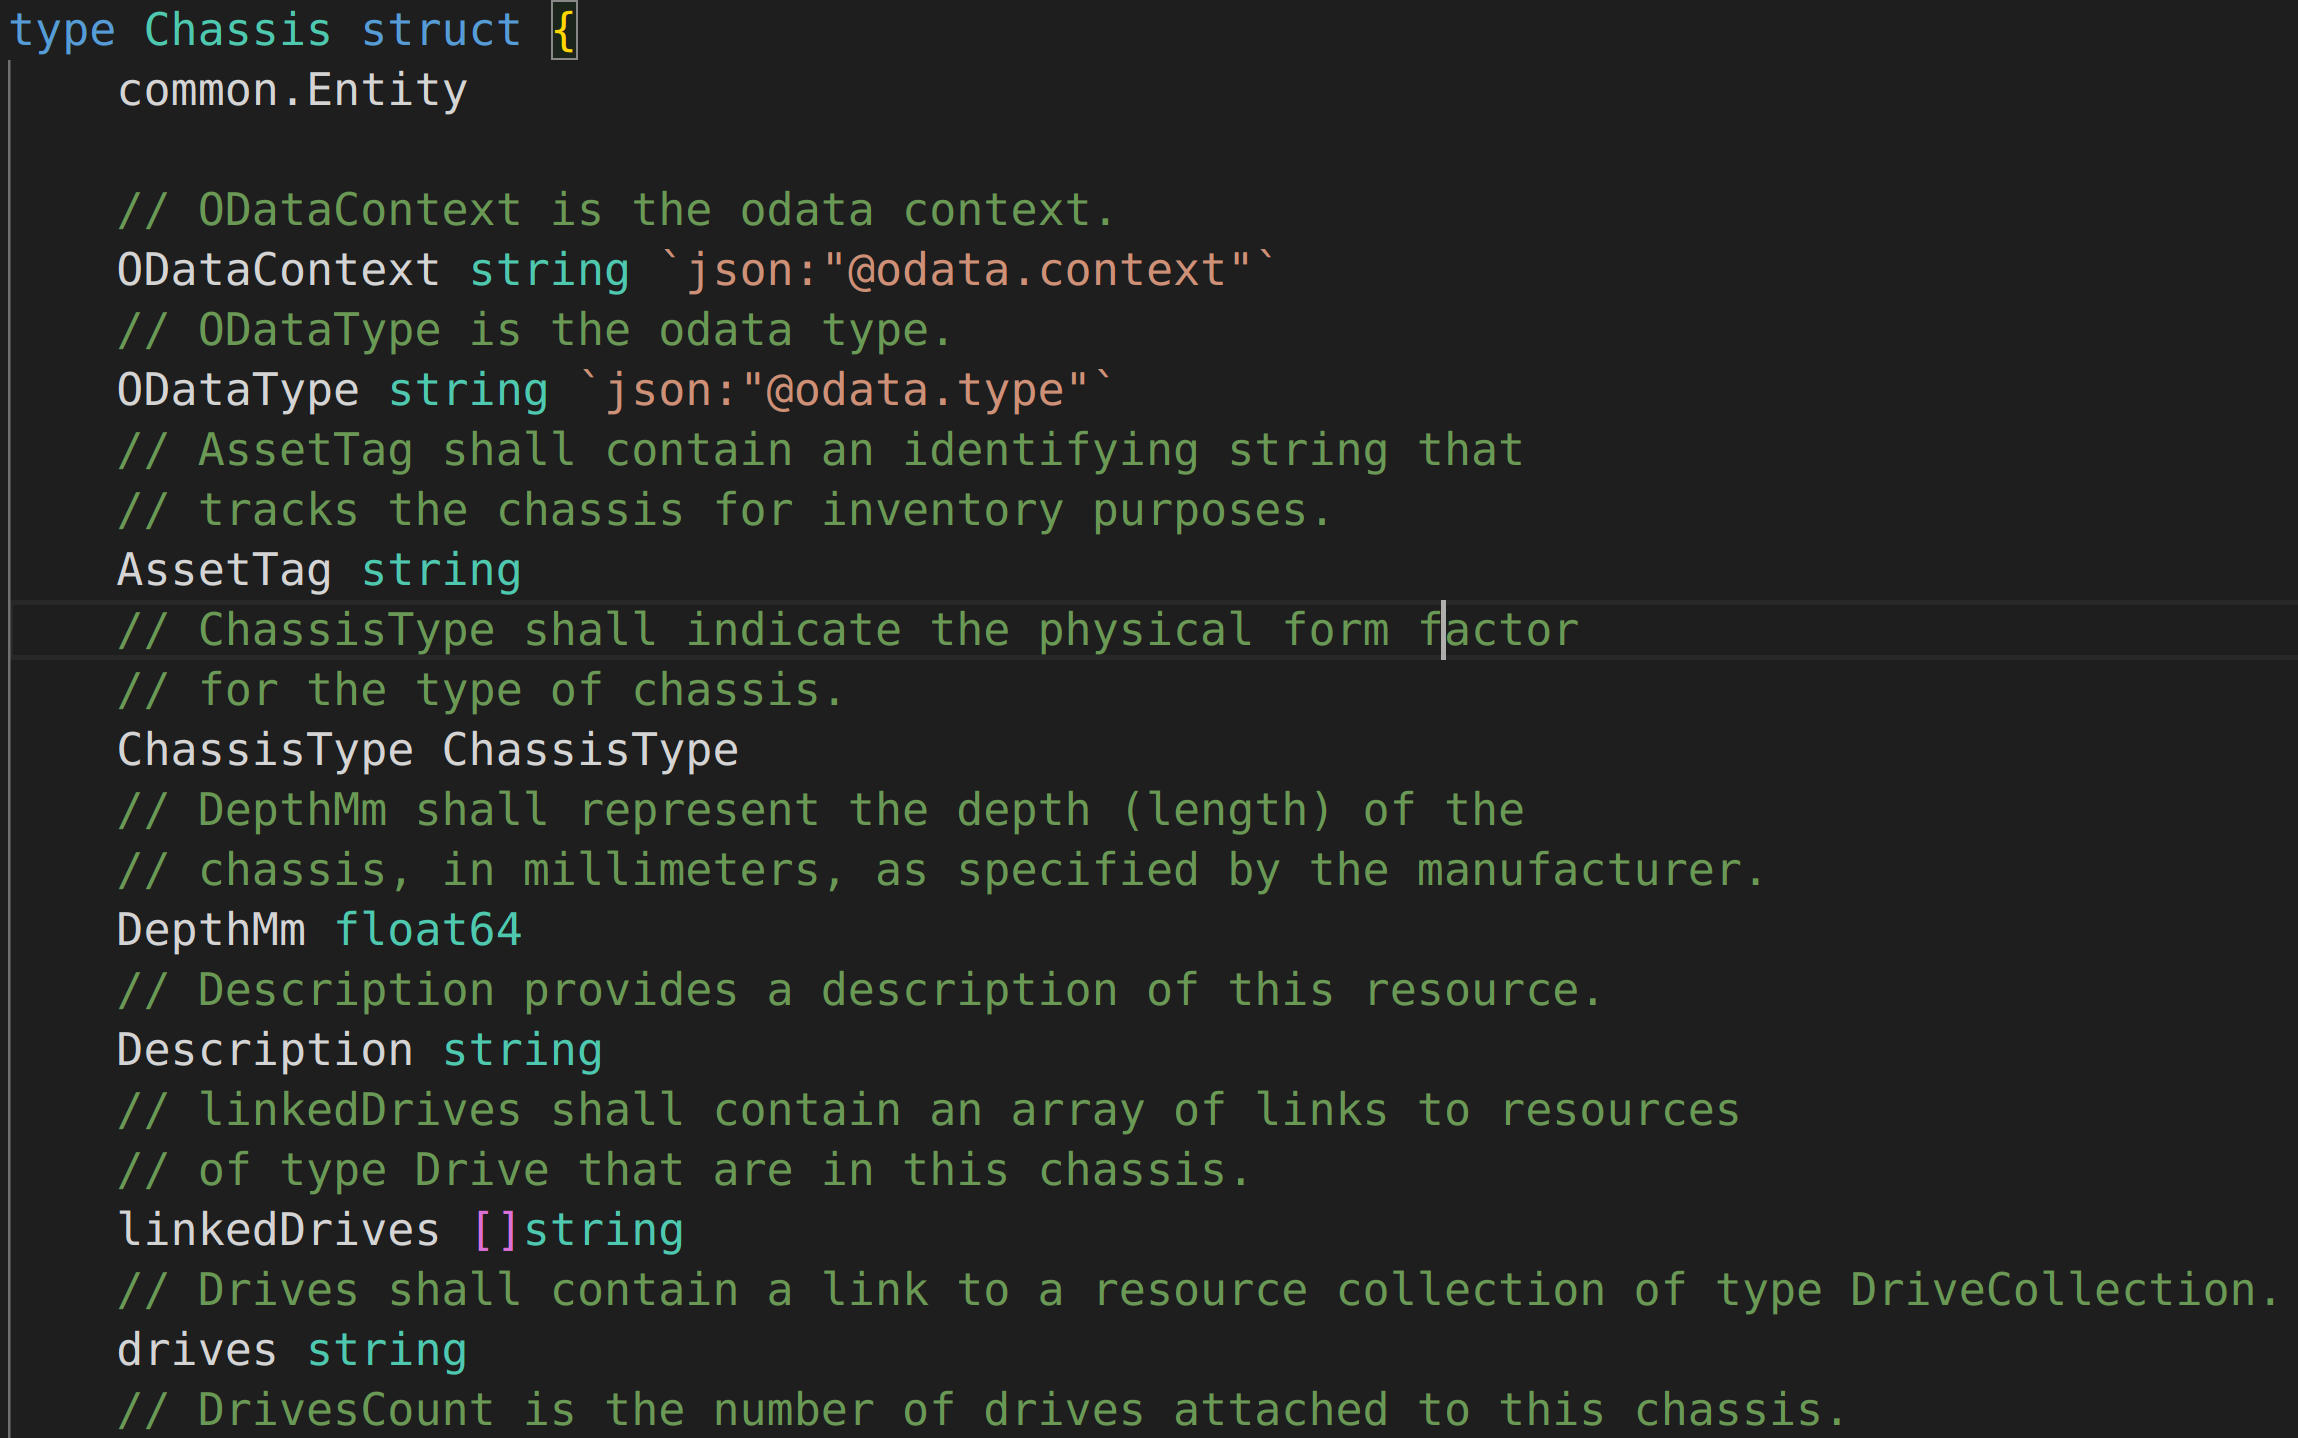 type Chassis struct {
    common.Entity

    // ODataContext is the odata context.
    ODataContext string `json:"@odata.context"`
    // ODataType is the odata type.
    ODataType string `json:"@odata.type"`
    // AssetTag shall contain an identifying string that
    // tracks the chassis for inventory purposes.
    AssetTag string
    // ChassisType shall indicate the physical form factor
    // for the type of chassis.
    ChassisType ChassisType
    // DepthMm shall represent the depth (length) of the
    // chassis, in millimeters, as specified by the manufacturer.
    DepthMm float64
    // Description provides a description of this resource.
    Description string
    // linkedDrives shall contain an array of links to resources
    // of type Drive that are in this chassis.
    linkedDrives []string
    // Drives shall contain a link to a resource collection of type DriveCollection.
    drives string
    // DrivesCount is the number of drives attached to this chassis.